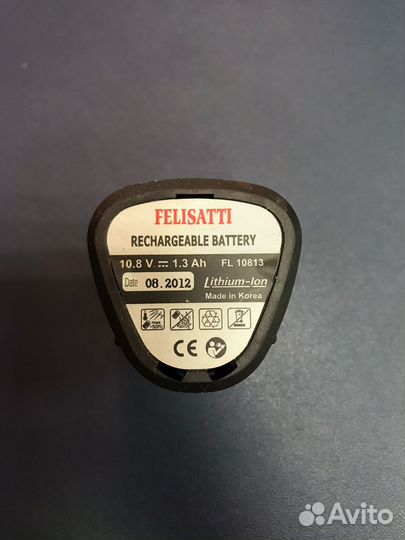 FELISATTI
RECHARGEABLE BATTERY
10.8 V ⎓ 1.3 Ah FL 10813
Date 08.2012 Lithium-Ion
Made in Korea
CE
Avito